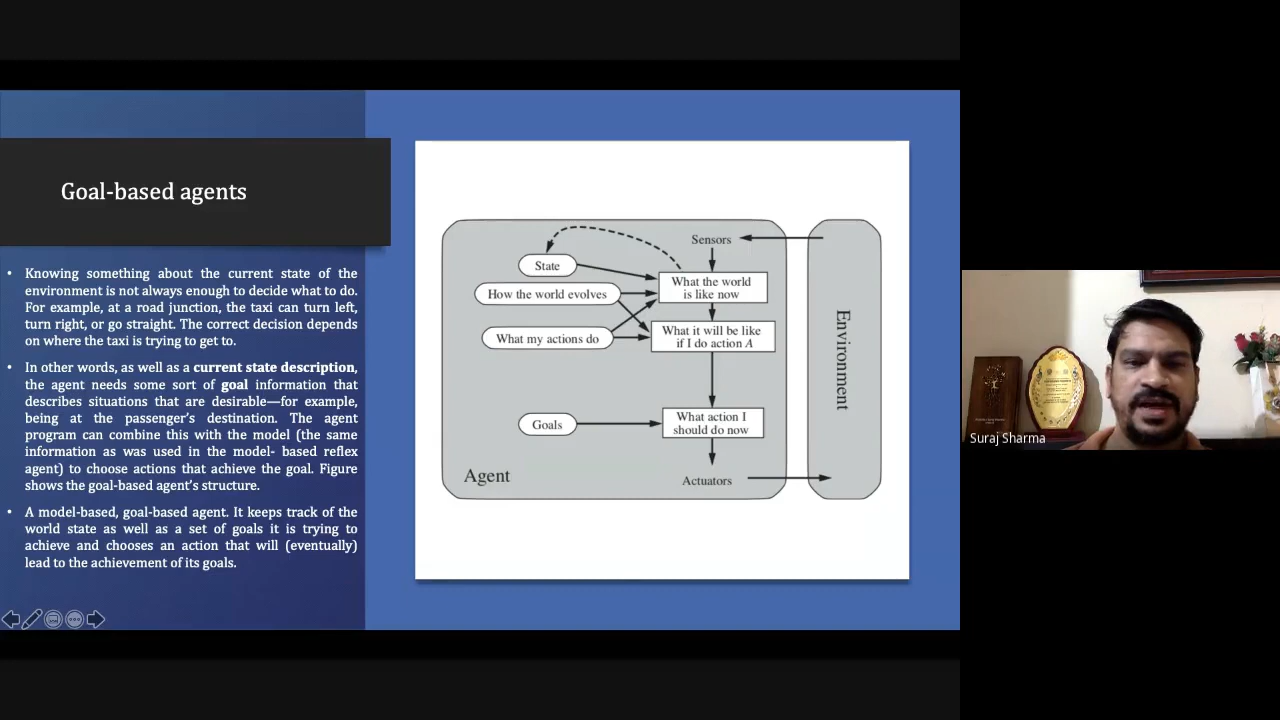 Goal-based agents
• Knowing something about the current state of the
environment is not always enough to decide what to do.
For example, at a road junction, the taxi can turn left,
turn right, or go straight. The correct decision depends
on where the taxi is trying to get to.
• In other words, as well as a current state description,
the agent needs some sort of goal information that
describes situations that are desirable—for example
being at the passenger's destination. The agent
program can combine this with the model (the same
information as was used in the model- based reflex
agent) to choose actions that achieve the goal. Figure
shows the goal-based agent's structure.
• A model-based, goal-based agent. It keeps track of the
world state as well as a set of goals it is trying to
achieve and chooses an action that will (eventually)
lead to the achievement of its goals.
Sensors
State
What the world
is like now
How the world evolves
What my actions do
What it will be like
if I do action A
Goals
What action I
should do now
Agent
Actuators
Environment
Suraj Sharma